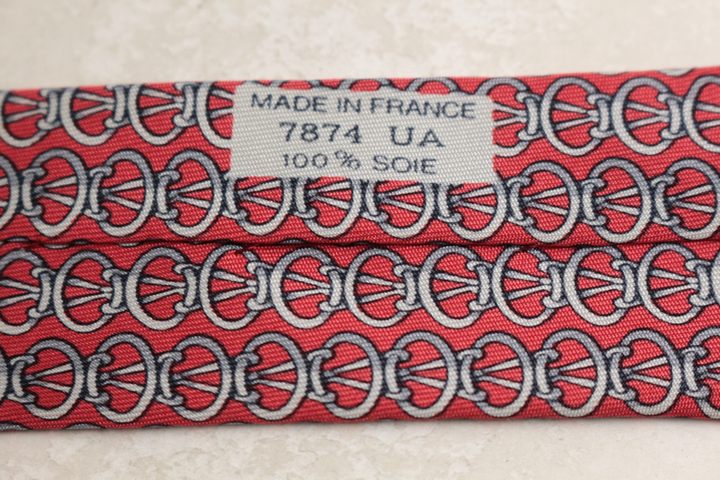 MADE IN FRANCE
7874 UA
100% SOIE